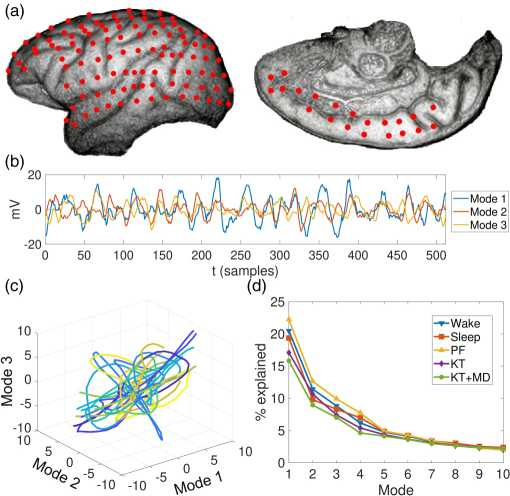 (a)
(b)
20
0
-20
mV
0 50 100 150 200 250 300 350 400 450 500
t (samples)
Mode 1
Mode 2
Mode 3
(c)
10
5
0
-5
-10
Mode 3
10
5
0
-5
-10
Mode 2
-10
-5
0
5
10
Mode 1
(d)
25
20
15
10
5
0
% explained
1 2 3 4 5 6 7 8 9 10
Mode
Wake
Sleep
PF
KT
KT+MD